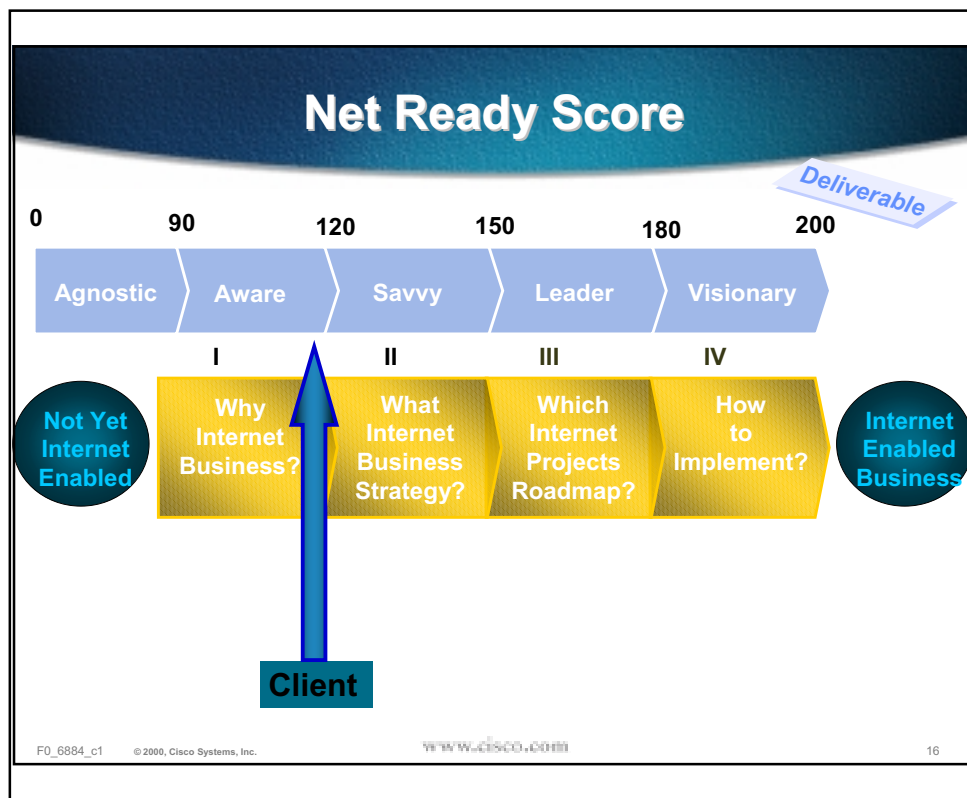 Net Ready Score
Deliverable
0
90
120
150
180
200
Agnostic
Aware
Savvy
Leader
Visionary
I
II
III
IV
Not Yet
Internet
Enabled
Why
Internet
Business?
What
Internet
Business
Strategy?
Which
Internet
Projects
Roadmap?
How
to
Implement?
Internet
Enabled
Business
Client
F0_6884_c1
© 2000, Cisco Systems, Inc.
www.cisco.com
16